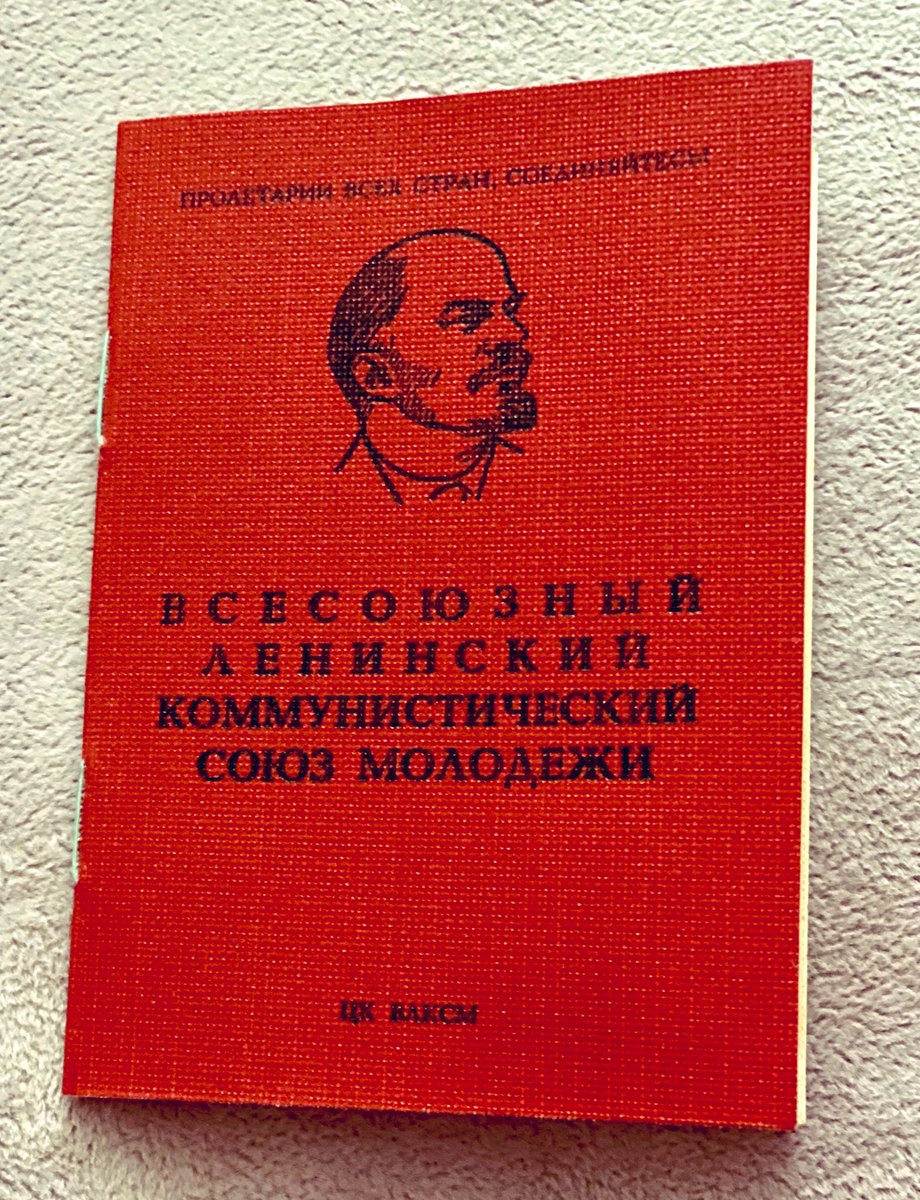 ПРОЛЕТАРИИ ВСЕХ СТРАН, СОЕДИНЯЙТЕСЬ!
ВСЕСОЮЗНЫЙ
ЛЕНИНСКИЙ
КОММУНИСТИЧЕСКИЙ
СОЮЗ МОЛОДЕЖИ
ЦК ВЛКСМ